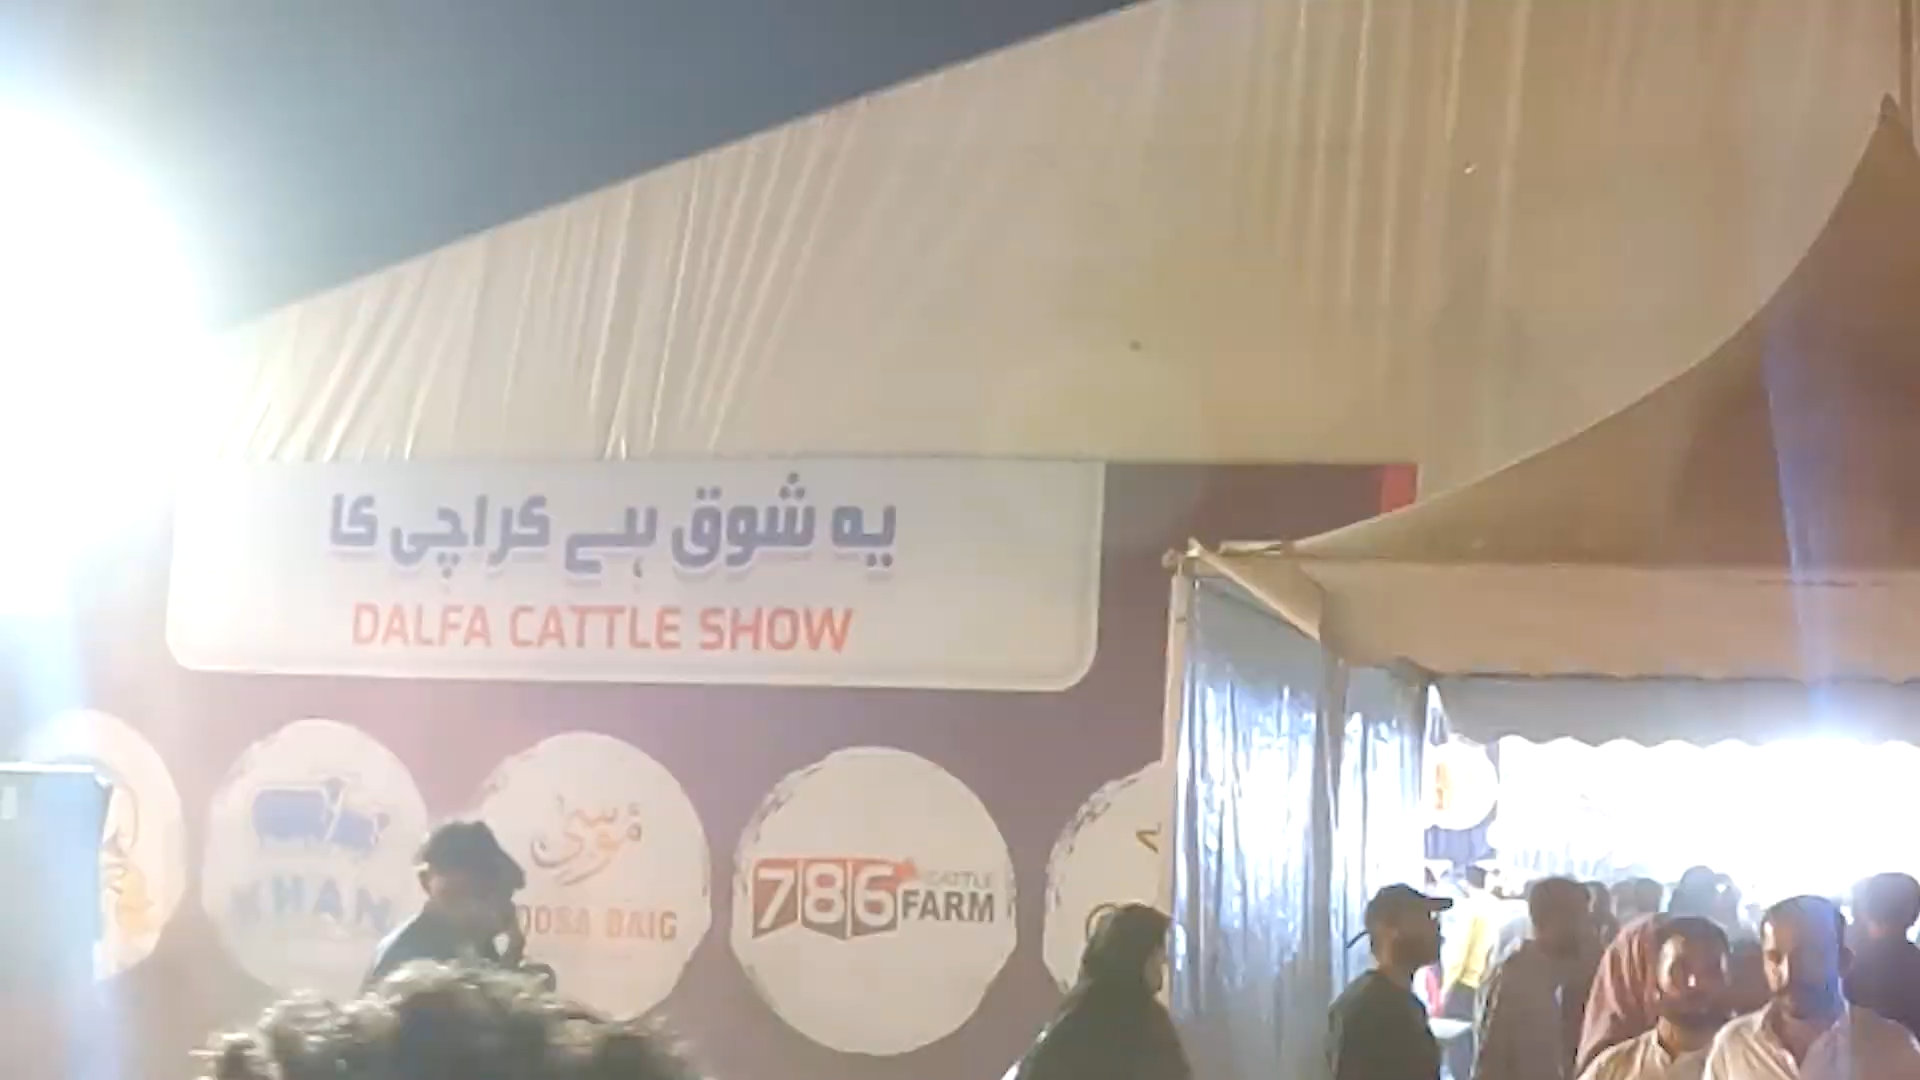 یہ شوق ہے کراچی کا
DALFA CATTLE SHOW
KHAN
موسیٰ
OOSA BAIG
786 CATTLE FARM